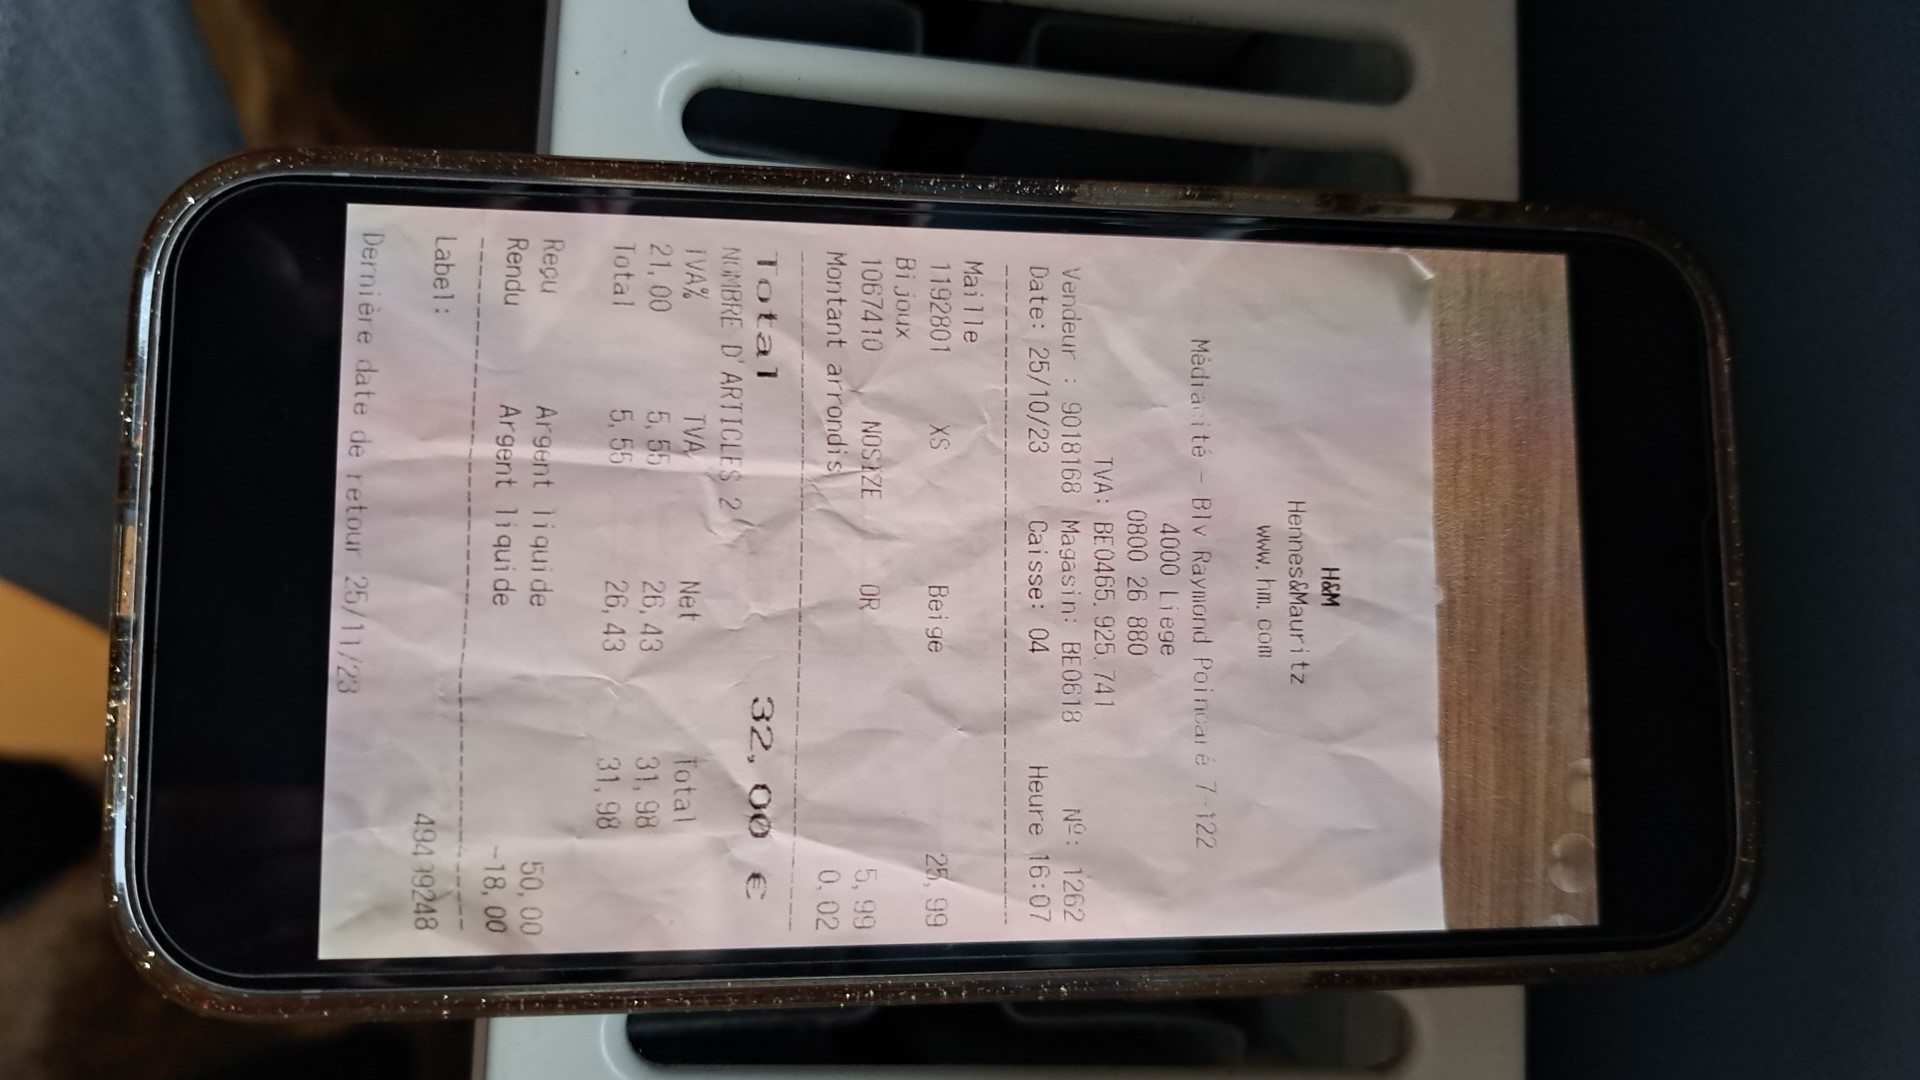 H&M
Hennes&Mauritz
www.hm.com
Médiacité - Blv Raymond Poincaré 7-122
4000 Liege
0800 26 880
TVA: BE0465.925.741
Vendeur : 9018168 Magasin: BE0618 Nº: 1262
Date: 25/10/23 Caisse: 04 Heure 16:07
Maille
1192801 XS Beige 25,99
Bijoux
1067410 NOSIZE OR 5,99
Montant arrondis 0,02
Total 32,00 €
NOMBRE D'ARTICLES 2
TVA% TVA Net Total
21,00 5,55 26,43 31,98
Total 5,55 26,43 31,98
Reçu Argent liquide 50,00
Rendu Argent liquide -18,00
Label:
Dernière date de retour 25/11/23